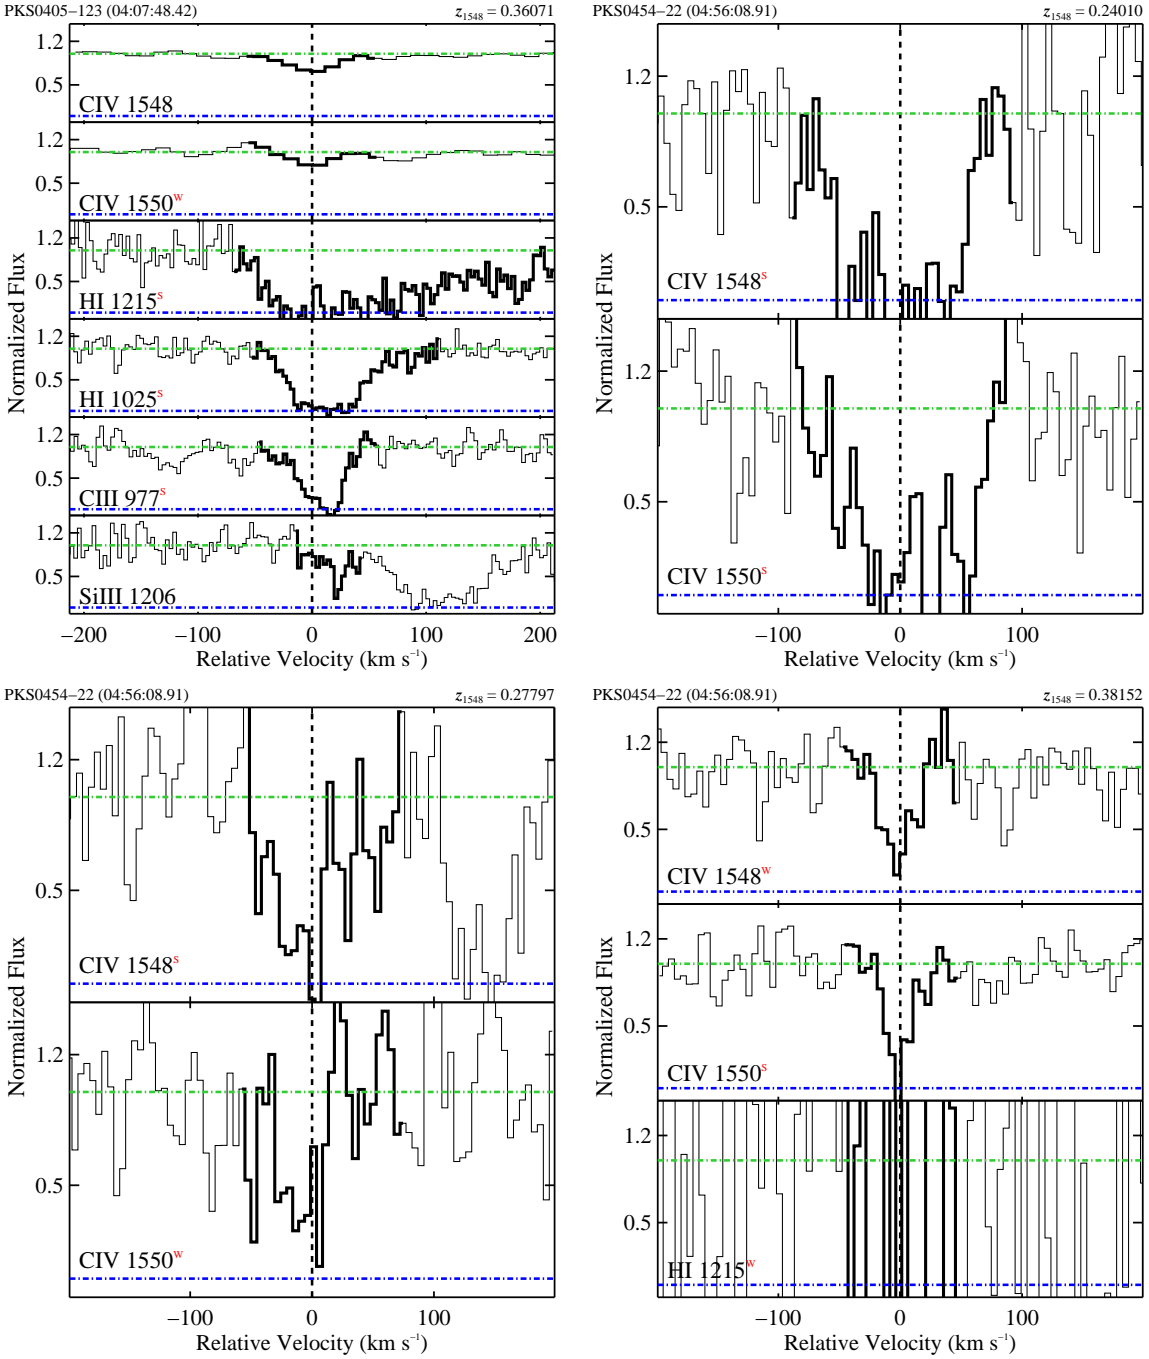 PKS0405−123 (04:07:48.42) z1548 = 0.36071
1.2
0.5
CIV 1548
1.2
0.5
CIV 1550w
1.2
0.5
HI 1215s
1.2
0.5
HI 1025s
1.2
0.5
CIII 977s
1.2
0.5
SiIII 1206
Normalized Flux
−200 −100 0 100 200
Relative Velocity (km s−1)
PKS0454−22 (04:56:08.91) z1548 = 0.24010
1.2
0.5
CIV 1548s
1.2
0.5
CIV 1550s
Normalized Flux
−100 0 100
Relative Velocity (km s−1)
PKS0454−22 (04:56:08.91) z1548 = 0.27797
1.2
0.5
CIV 1548s
1.2
0.5
CIV 1550w
Normalized Flux
−100 0 100
Relative Velocity (km s−1)
PKS0454−22 (04:56:08.91) z1548 = 0.38152
1.2
0.5
CIV 1548w
1.2
0.5
CIV 1550s
1.2
0.5
HI 1215w
Normalized Flux
−100 0 100
Relative Velocity (km s−1)